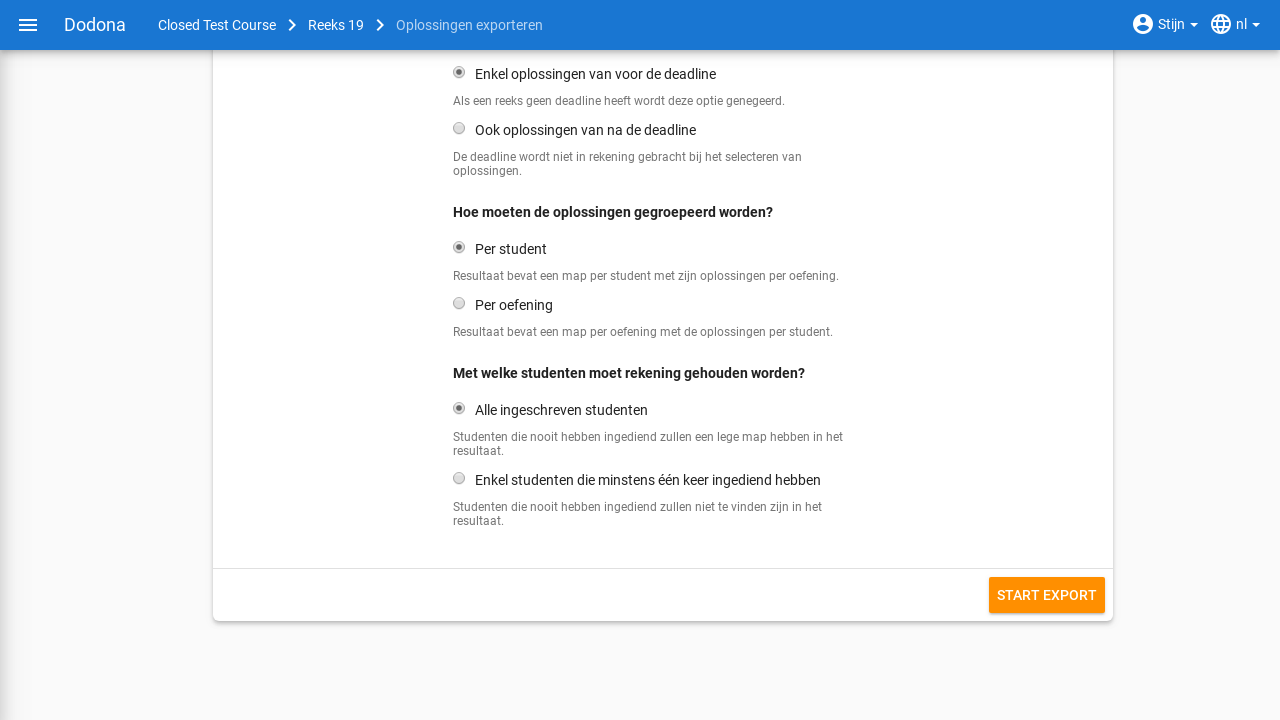 Dodona
Closed Test Course
Reeks 19
Oplossingen exporteren
Stijn
nl
Enkel oplossingen van voor de deadline
Als een reeks geen deadline heeft wordt deze optie genegeerd.
Ook oplossingen van na de deadline
De deadline wordt niet in rekening gebracht bij het selecteren van
oplossingen.
Hoe moeten de oplossingen gegroepeerd worden?
Per student
Resultaat bevat een map per student met zijn oplossingen per oefening.
Per oefening
Resultaat bevat een map per oefening met de oplossingen per student.
Met welke studenten moet rekening gehouden worden?
Alle ingeschreven studenten
Studenten die nooit hebben ingediend zullen een lege map hebben in het
resultaat.
Enkel studenten die minstens één keer ingediend hebben
Studenten die nooit hebben ingediend zullen niet te vinden zijn in het
resultaat.
START EXPORT